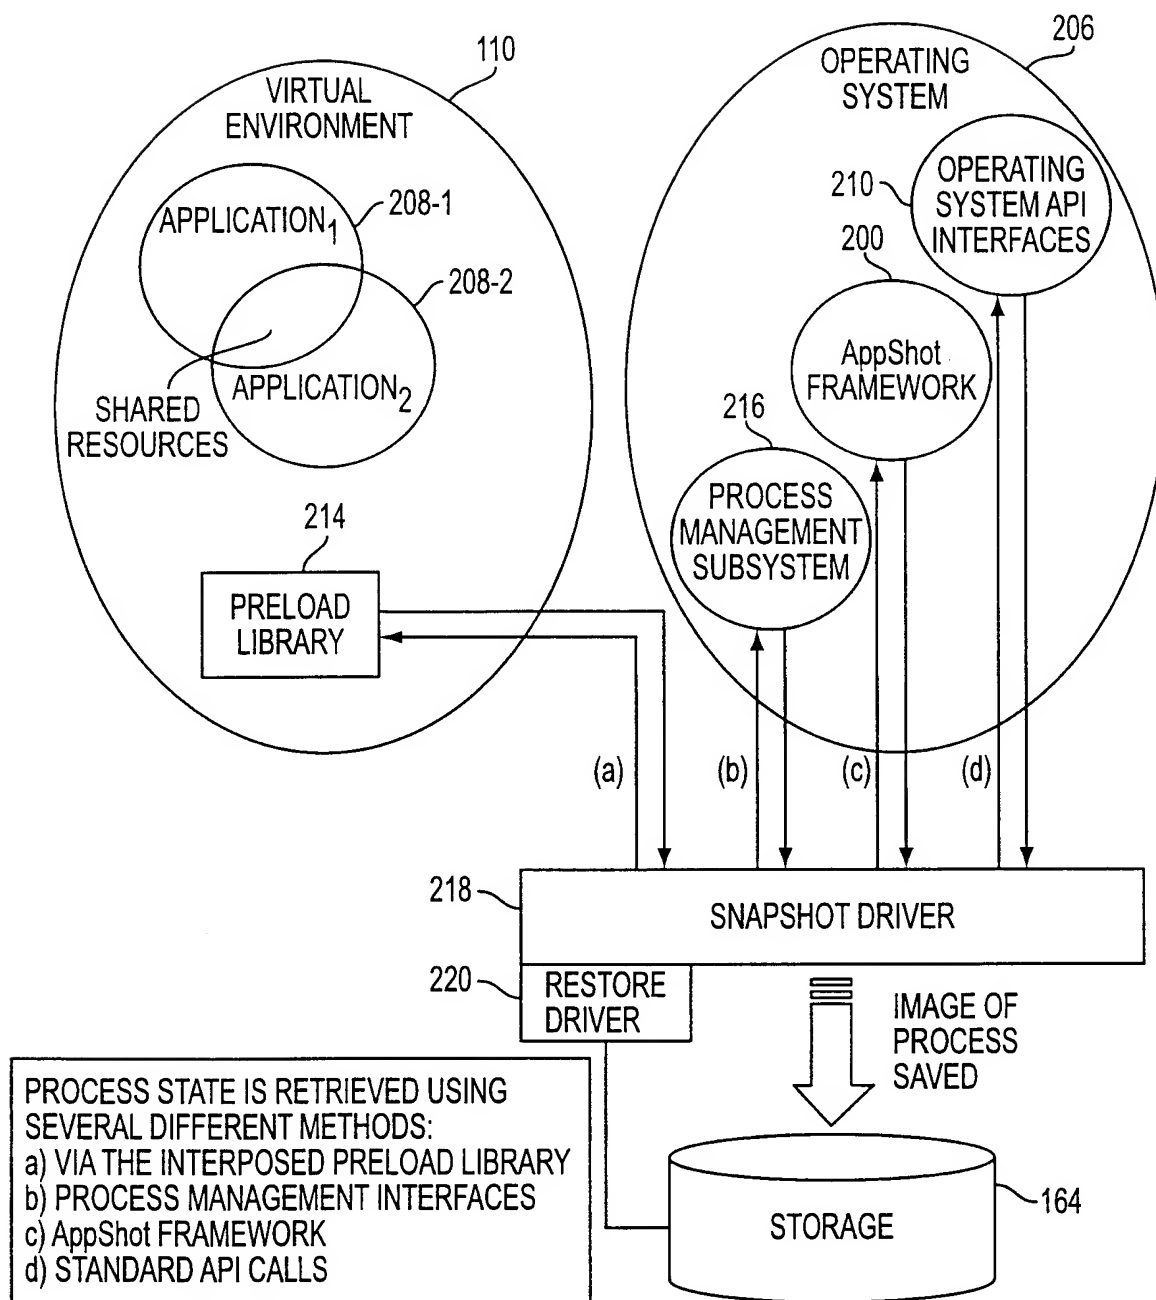 110
VIRTUAL
ENVIRONMENT
APPLICATION1
208-1
208-2
APPLICATION2
SHARED
RESOURCES
214
PRELOAD
LIBRARY
206
OPERATING
SYSTEM
210
OPERATING
SYSTEM API
INTERFACES
200
AppShot
FRAMEWORK
216
PROCESS
MANAGEMENT
SUBSYSTEM
(a)
(b)
(c)
(d)
218
SNAPSHOT DRIVER
220
RESTORE
DRIVER
IMAGE OF
PROCESS
SAVED
PROCESS STATE IS RETRIEVED USING
SEVERAL DIFFERENT METHODS:
a) VIA THE INTERPOSED PRELOAD LIBRARY
b) PROCESS MANAGEMENT INTERFACES
c) AppShot FRAMEWORK
d) STANDARD API CALLS
STORAGE
164